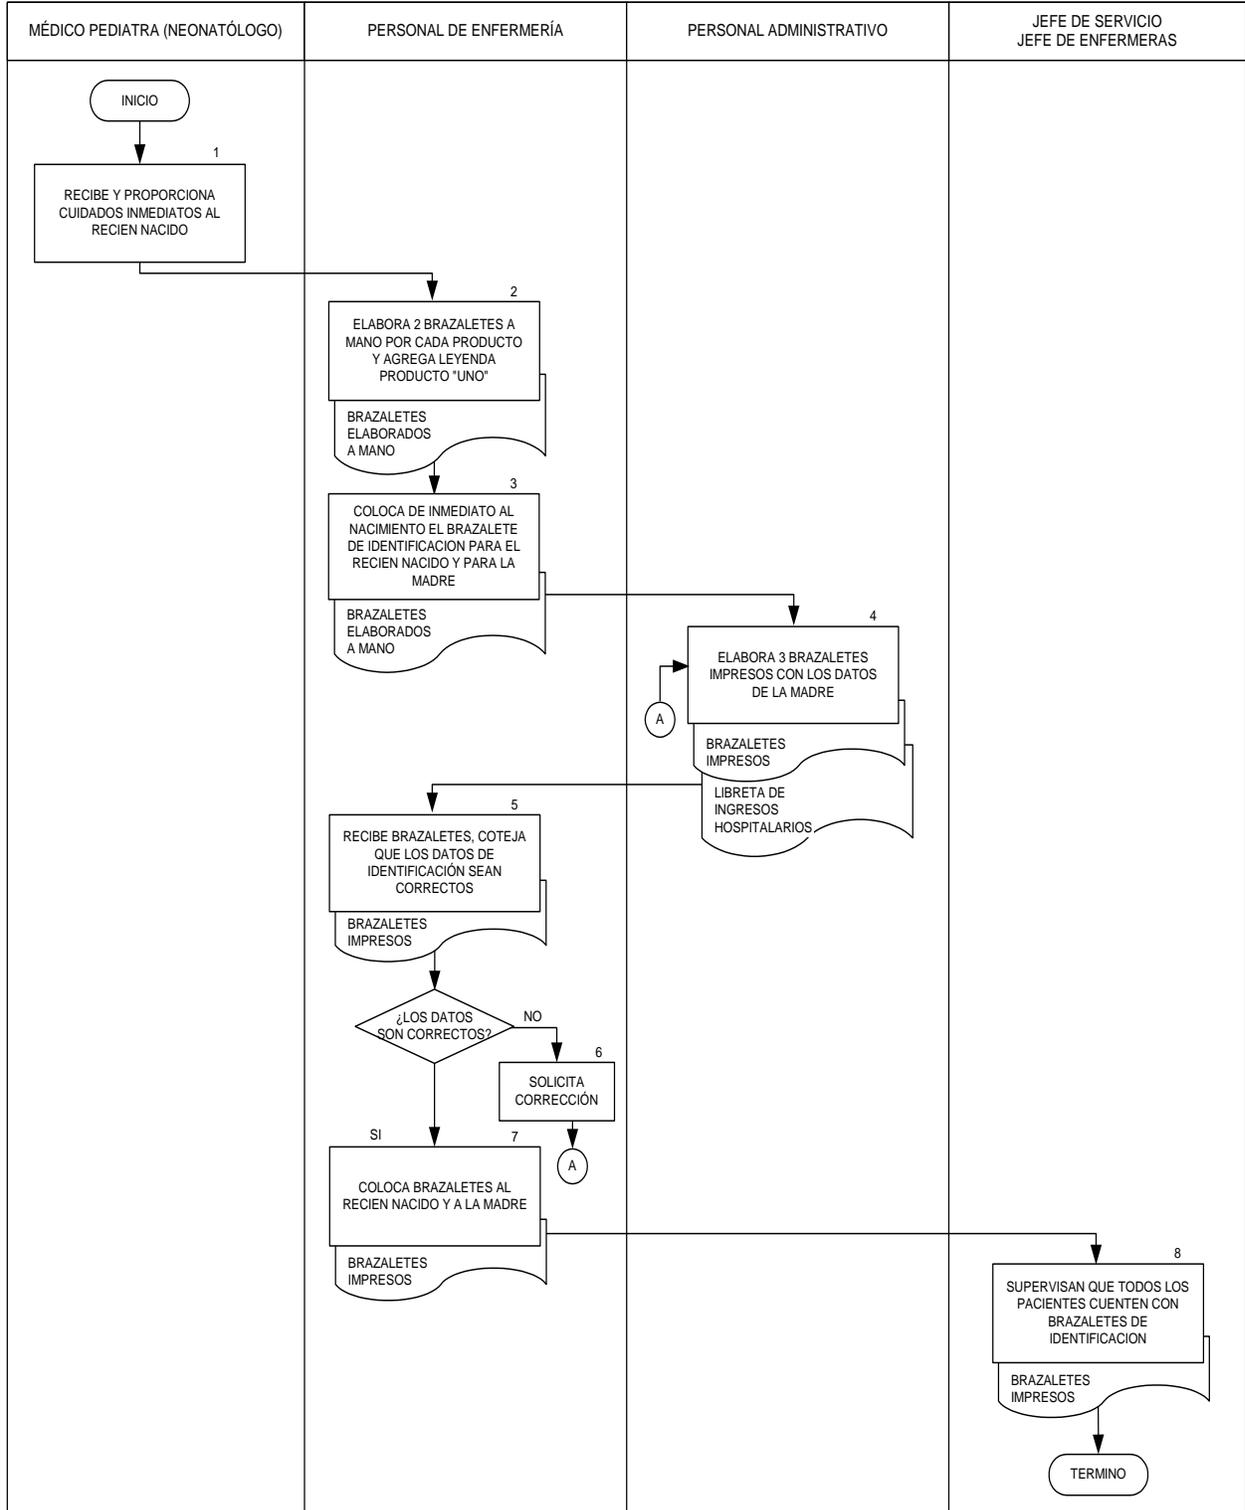 MÉDICO PEDIATRA (NEONATÓLOGO)
PERSONAL DE ENFERMERÍA
PERSONAL ADMINISTRATIVO
JEFE DE SERVICIO
JEFE DE ENFERMERAS
INICIO
1
RECIBE Y PROPORCIONA
CUIDADOS INMEDIATOS AL
RECIEN NACIDO
2
ELABORA 2 BRAZALETES A
MANO POR CADA PRODUCTO
Y AGREGA LEYENDA
PRODUCTO "UNO"
BRAZALETES
ELABORADOS
A MANO
3
COLOCA DE INMEDIATO AL
NACIMIENTO EL BRAZALETE
DE IDENTIFICACION PARA EL
RECIEN NACIDO Y PARA LA
MADRE
BRAZALETES
ELABORADOS
A MANO
4
ELABORA 3 BRAZALETES
IMPRESOS CON LOS DATOS
DE LA MADRE
A
BRAZALETES
IMPRESOS
LIBRETA DE
INGRESOS
HOSPITALARIOS
5
RECIBE BRAZALETES, COTEJA
QUE LOS DATOS DE
IDENTIFICACIÓN SEAN
CORRECTOS
BRAZALETES
IMPRESOS
¿LOS DATOS
SON CORRECTOS?
NO
6
SOLICITA
CORRECCIÓN
A
SI
7
COLOCA BRAZALETES AL
RECIEN NACIDO Y A LA MADRE
BRAZALETES
IMPRESOS
8
SUPERVISAN QUE TODOS LOS
PACIENTES CUENTEN CON
BRAZALETES DE
IDENTIFICACION
BRAZALETES
IMPRESOS
TERMINO